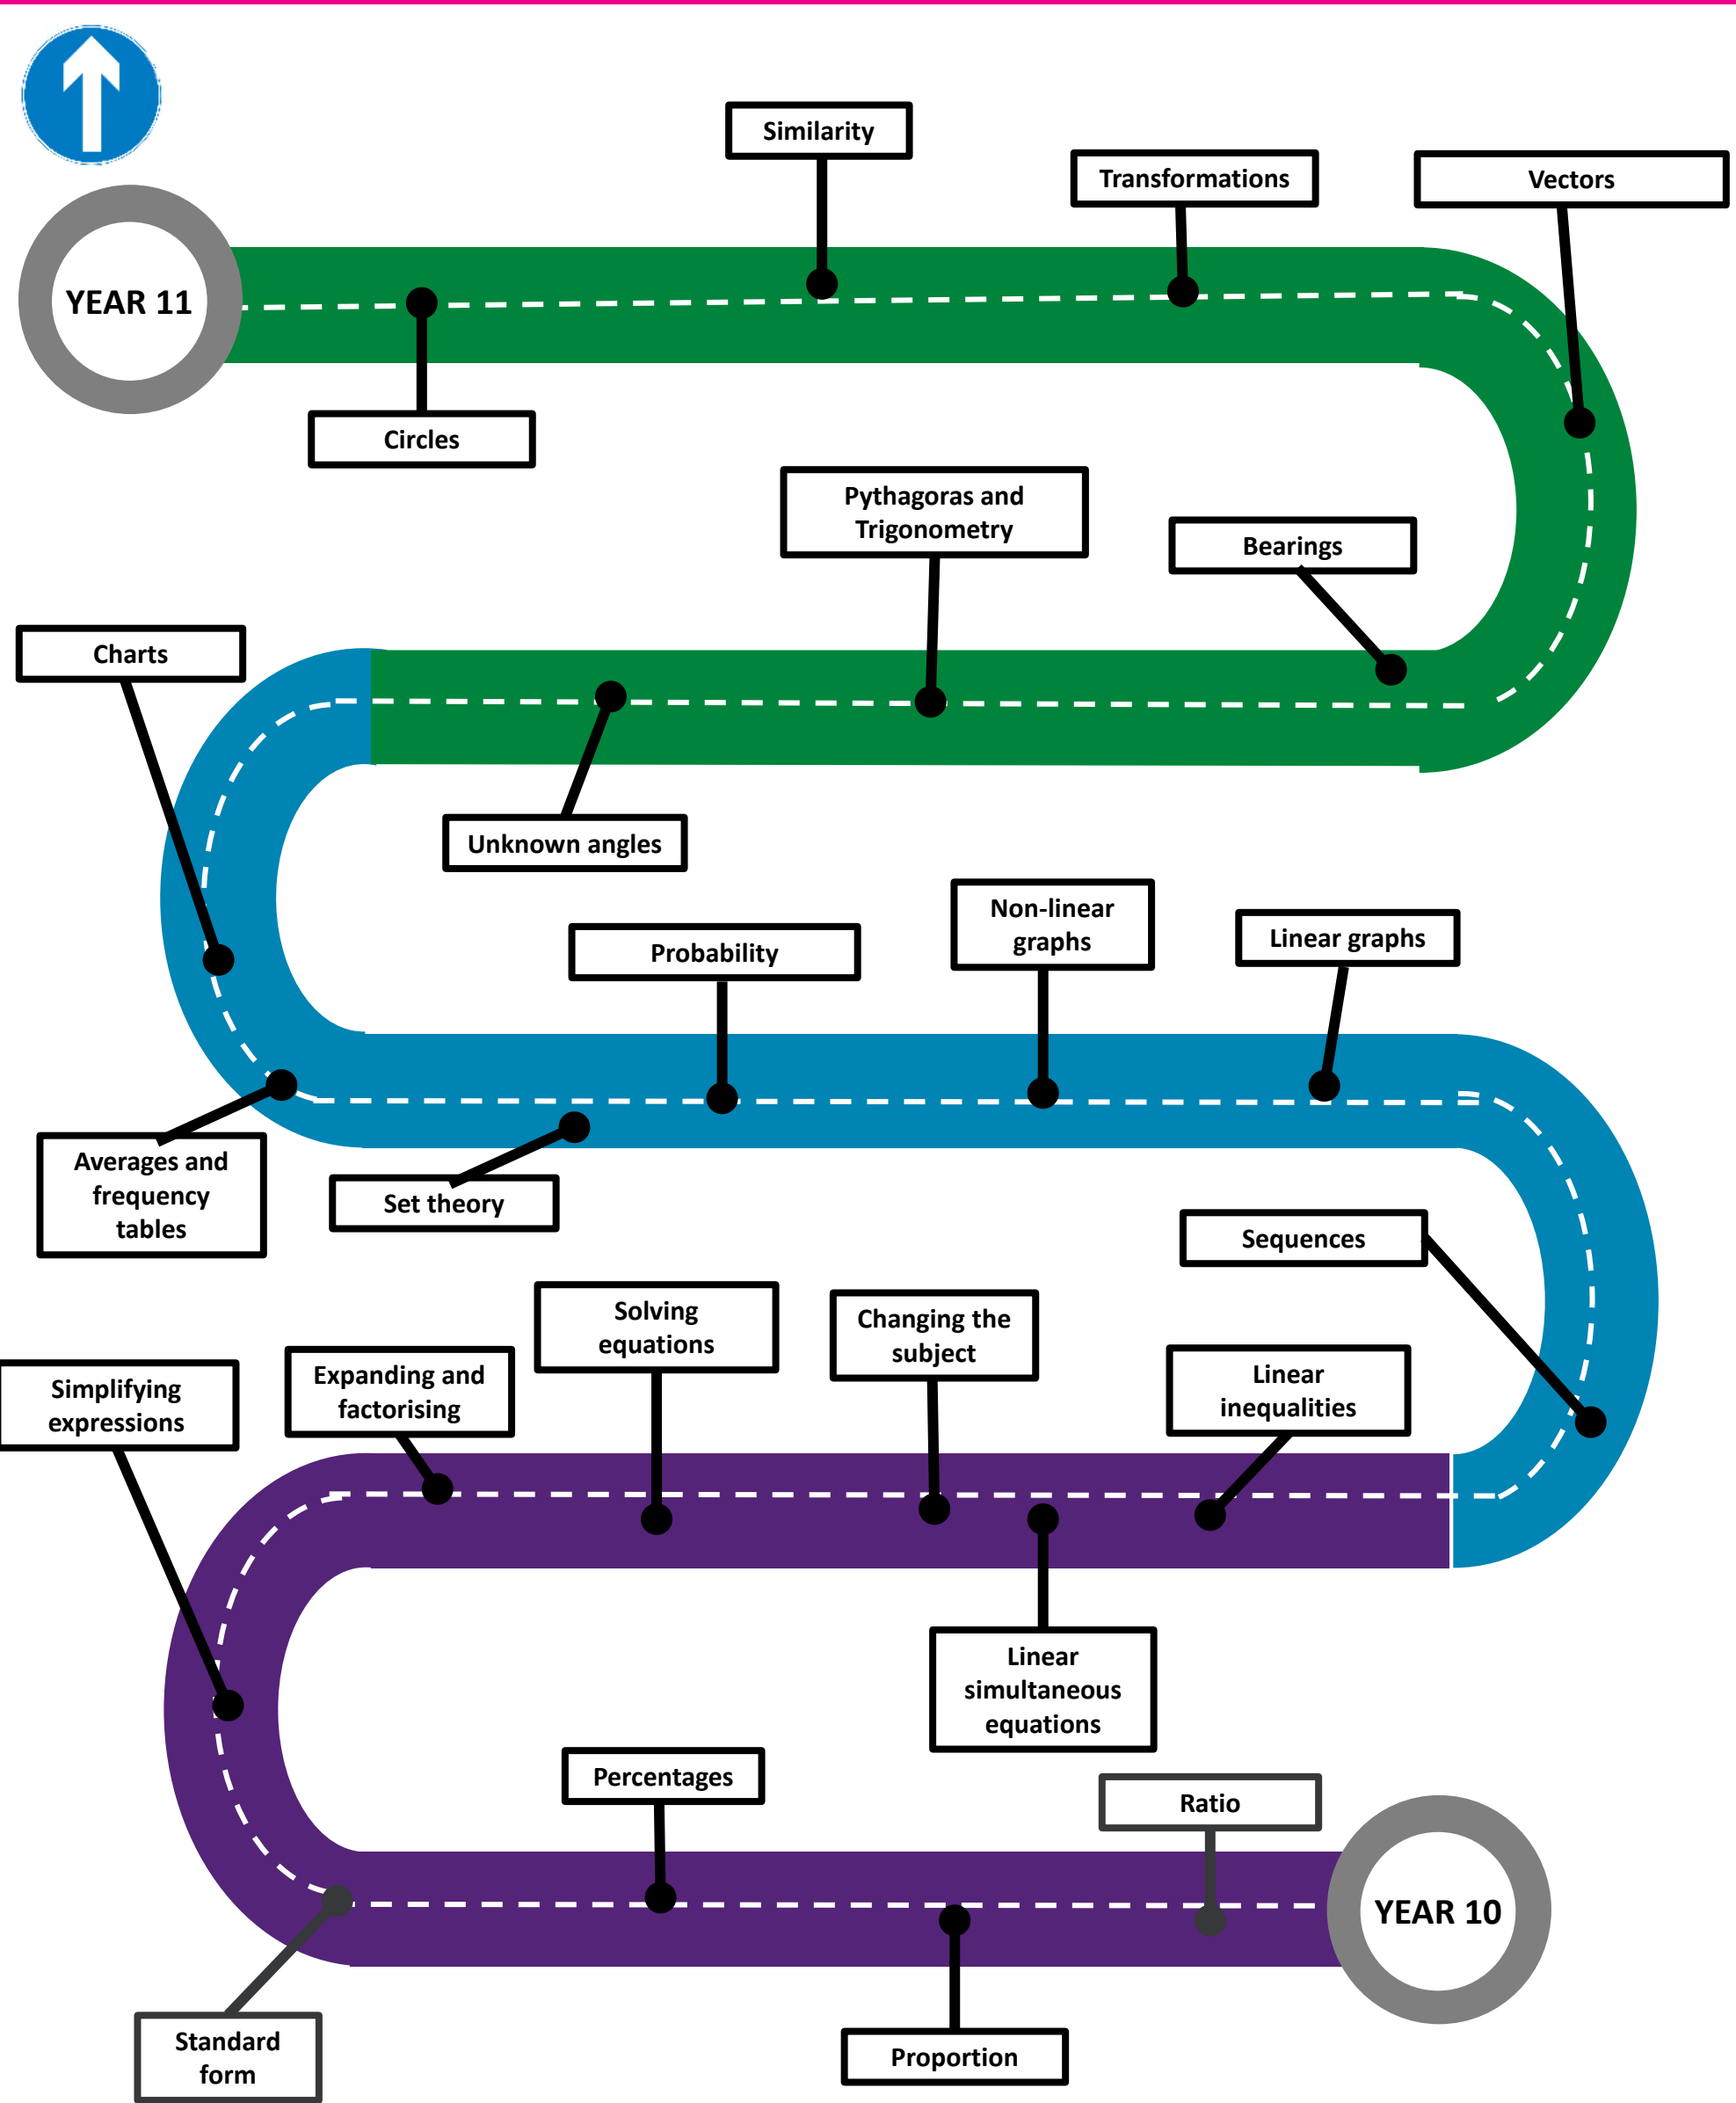 Similarity
Transformations
Vectors
YEAR 11
Circles
Pythagoras and
Trigonometry
Bearings
Charts
Unknown angles
Non-linear
graphs
Linear graphs
Probability
Averages and
frequency
tables
Set theory
Sequences
Solving
equations
Changing the
subject
Linear
inequalities
Expanding and
factorising
Simplifying
expressions
Linear
simultaneous
equations
Percentages
Ratio
YEAR 10
Standard
form
Proportion